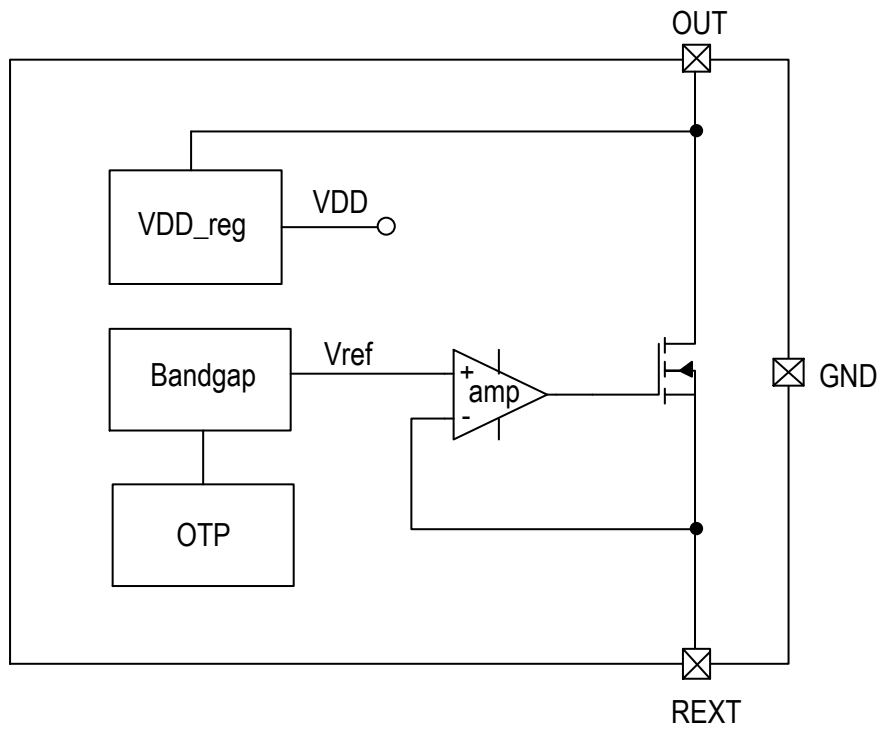 OUT
VDD_reg
VDD
Bandgap
Vref
+
amp
-
GND
OTP
REXT